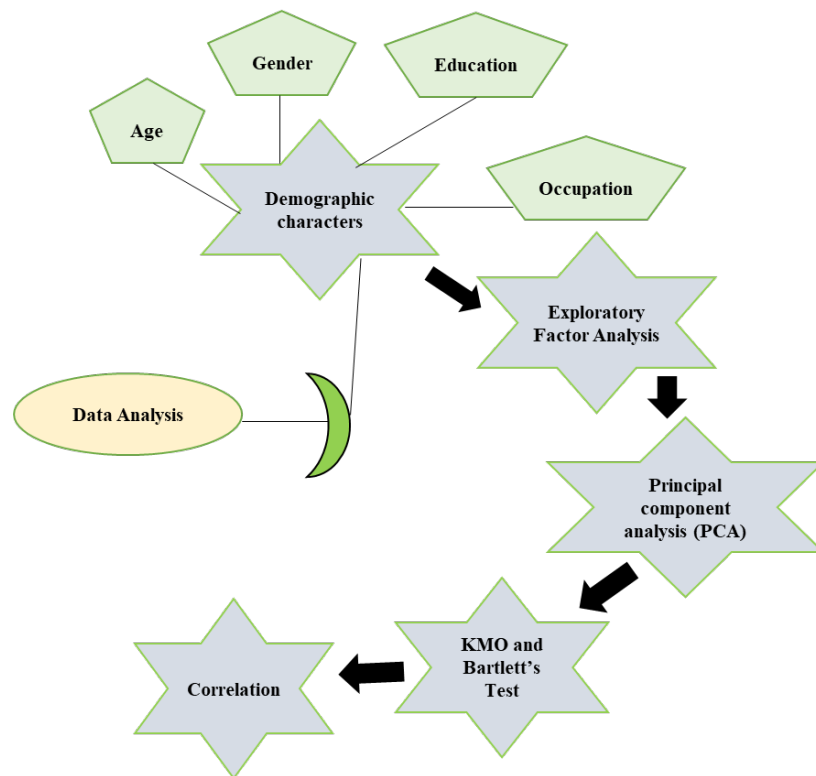 Gender
Education
Age
Occupation
Demographic
characters
Exploratory
Factor Analysis
Data Analysis
Principal
component
analysis (PCA)
KMO and
Bartlett's
Test
Correlation